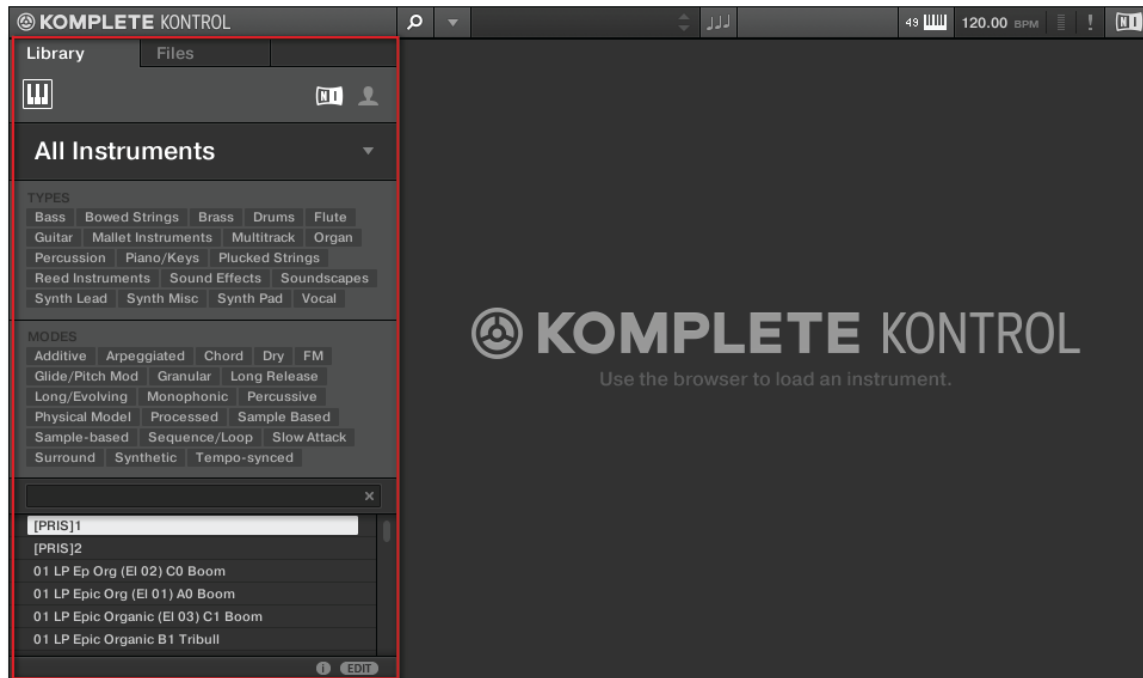 KOMPLETE KONTROL
49
120.00 BPM
!
NI
Library Files
NI
All Instruments
TYPES
Bass Bowed Strings Brass Drums Flute
Guitar Mallet Instruments Multitrack Organ
Percussion Piano/Keys Plucked Strings
Reed Instruments Sound Effects Soundscapes
Synth Lead Synth Misc Synth Pad Vocal
MODES
Additive Arpeggiated Chord Dry FM
Glide/Pitch Mod Granular Long Release
Long/Evolving Monophonic Percussive
Physical Model Processed Sample Based
Sample-based Sequence/Loop Slow Attack
Surround Synthetic Tempo-synced
[PRIS]1
[PRIS]2
01 LP Ep Org (El 02) C0 Boom
01 LP Epic Org (El 01) A0 Boom
01 LP Epic Organic (El 03) C1 Boom
01 LP Epic Organic B1 Tribull
i EDIT
KOMPLETE KONTROL
Use the browser to load an instrument.